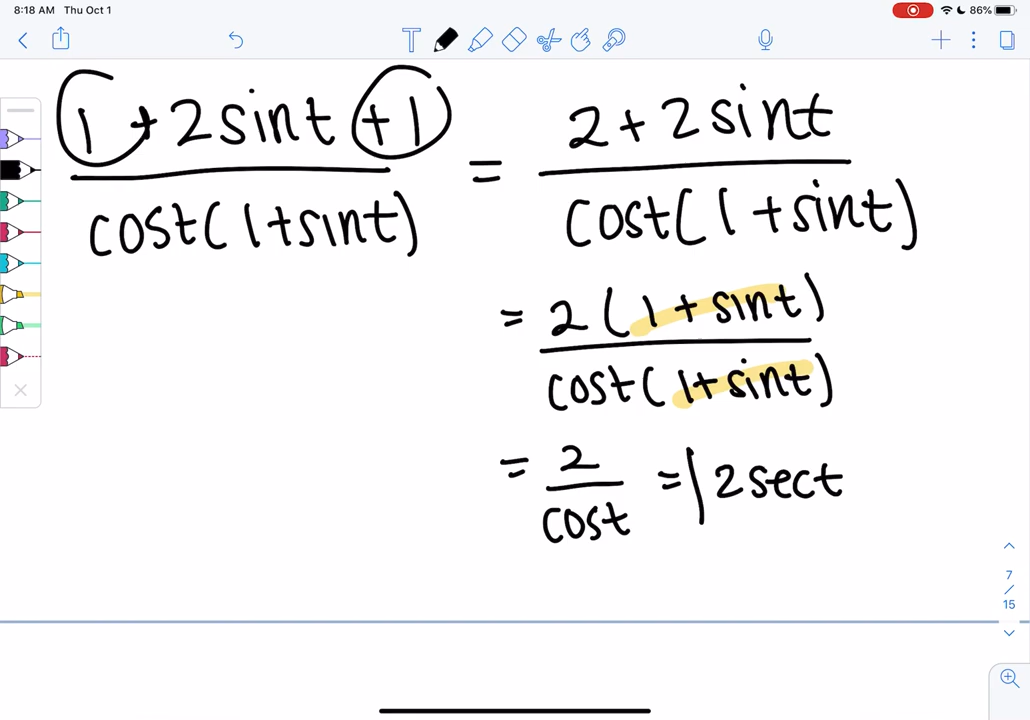 8:18 AM Thu Oct 1
86%
1 + 2sint + 1 = 2 + 2sint
cost(1+sint) cost(1+sint)
= 2(1+sint)
cost(1+sint)
= 2 = 2sect
cost
7
/
15